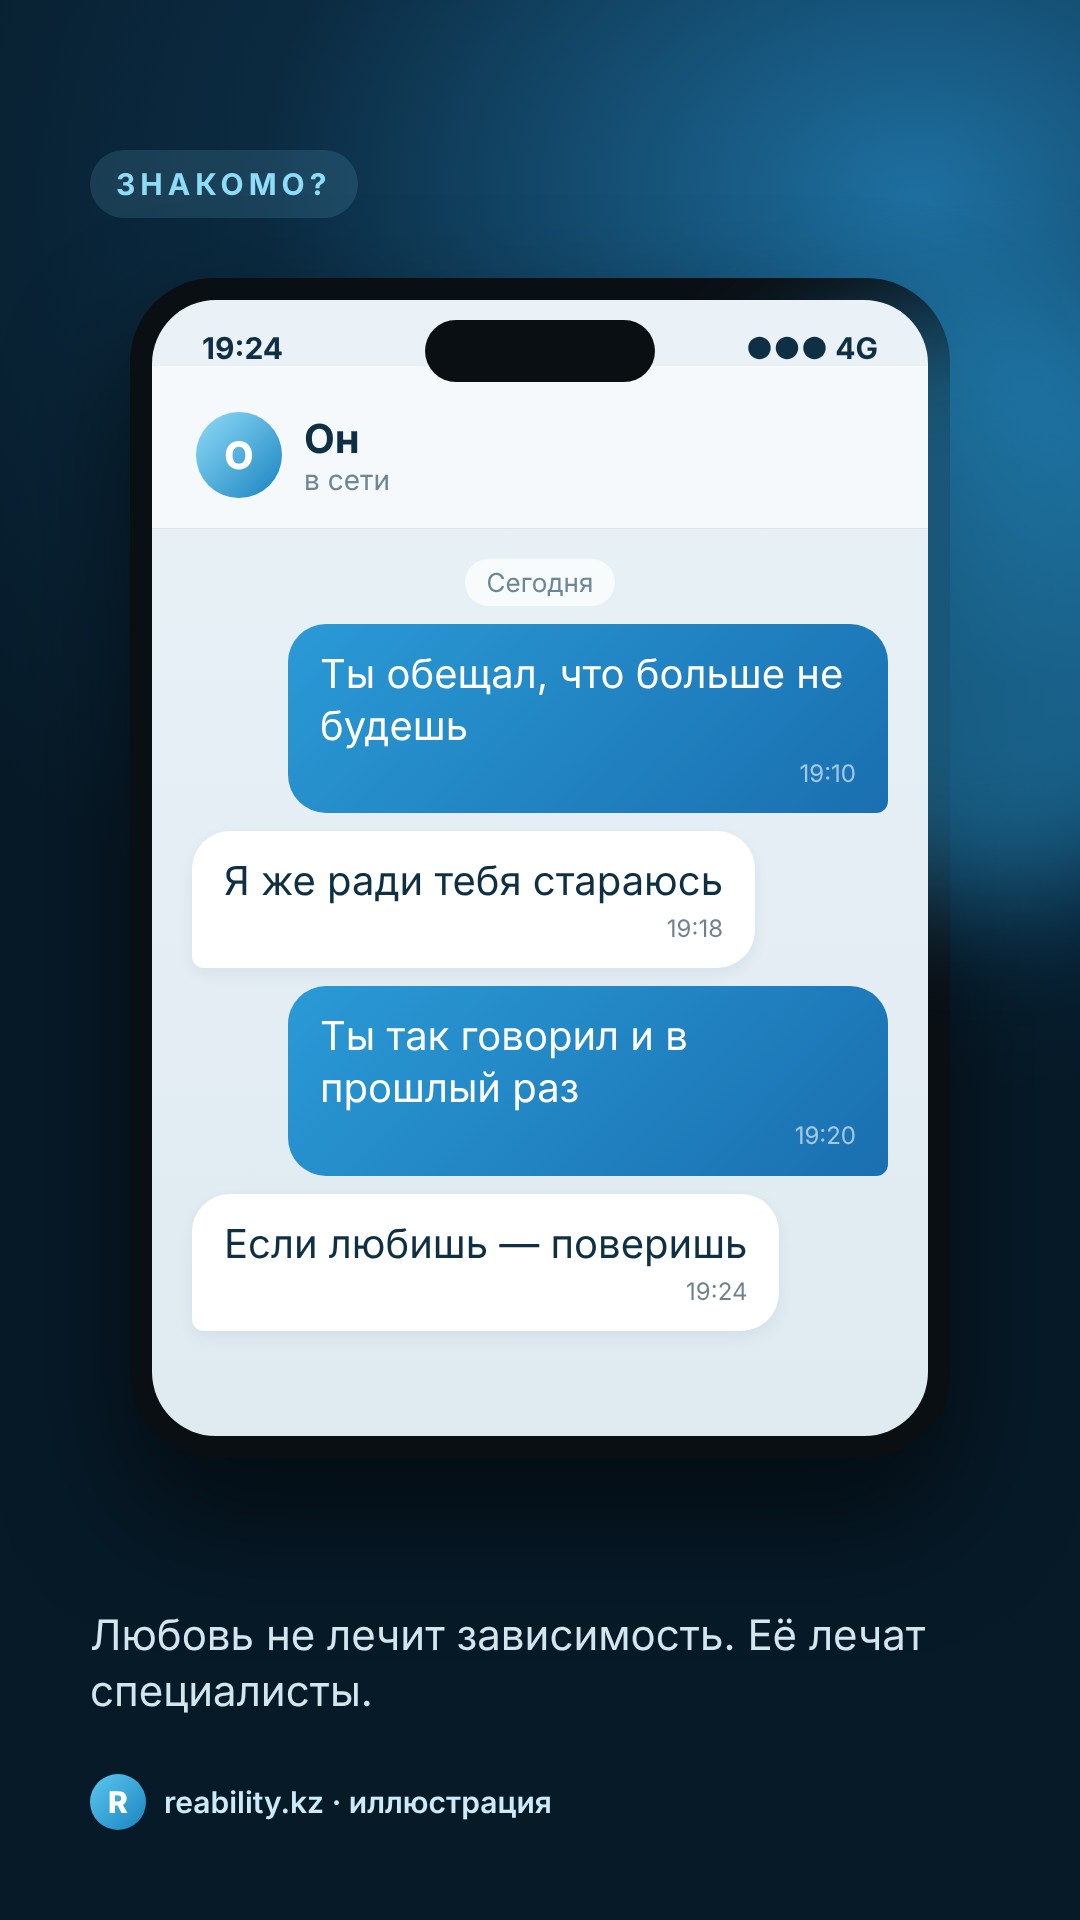 ЗНАКОМО?
19:24
●●● 4G
О
Он
в сети
Сегодня
Ты обещал, что больше не
будешь
19:10
Я же ради тебя стараюсь
19:18
Ты так говорил и в
прошлый раз
19:20
Если любишь — поверишь
19:24
Любовь не лечит зависимость. Её лечат
специалисты.
R
reability.kz · иллюстрация